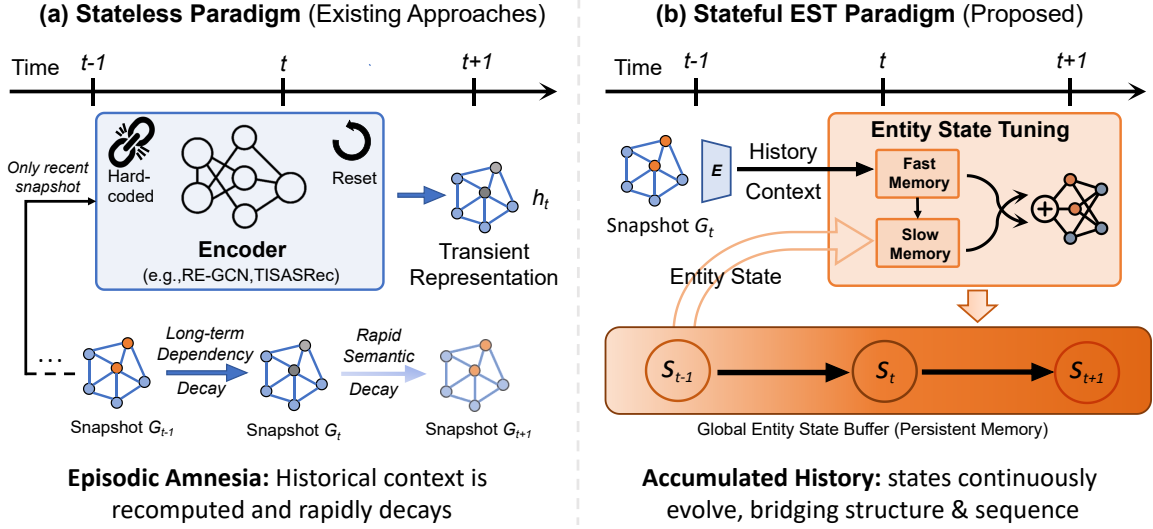 (a) Stateless Paradigm (Existing Approaches)
Time
t-1
t
t+1
Only recent
snapshot
Hard-
coded
Reset
Encoder
(e.g.,RE-GCN,TISASRec)
h_t
Transient
Representation
...
Long-term
Dependency
Decay
Rapid
Semantic
Decay
Snapshot G_{t-1}
Snapshot G_t
Snapshot G_{t+1}
Episodic Amnesia: Historical context is
recomputed and rapidly decays
(b) Stateful EST Paradigm (Proposed)
Time
t-1
t
t+1
Entity State Tuning
E
History
Context
Fast
Memory
Slow
Memory
+
Snapshot G_t
Entity State
S_{t-1}
S_t
S_{t+1}
Global Entity State Buffer (Persistent Memory)
Accumulated History: states continuously
evolve, bridging structure & sequence